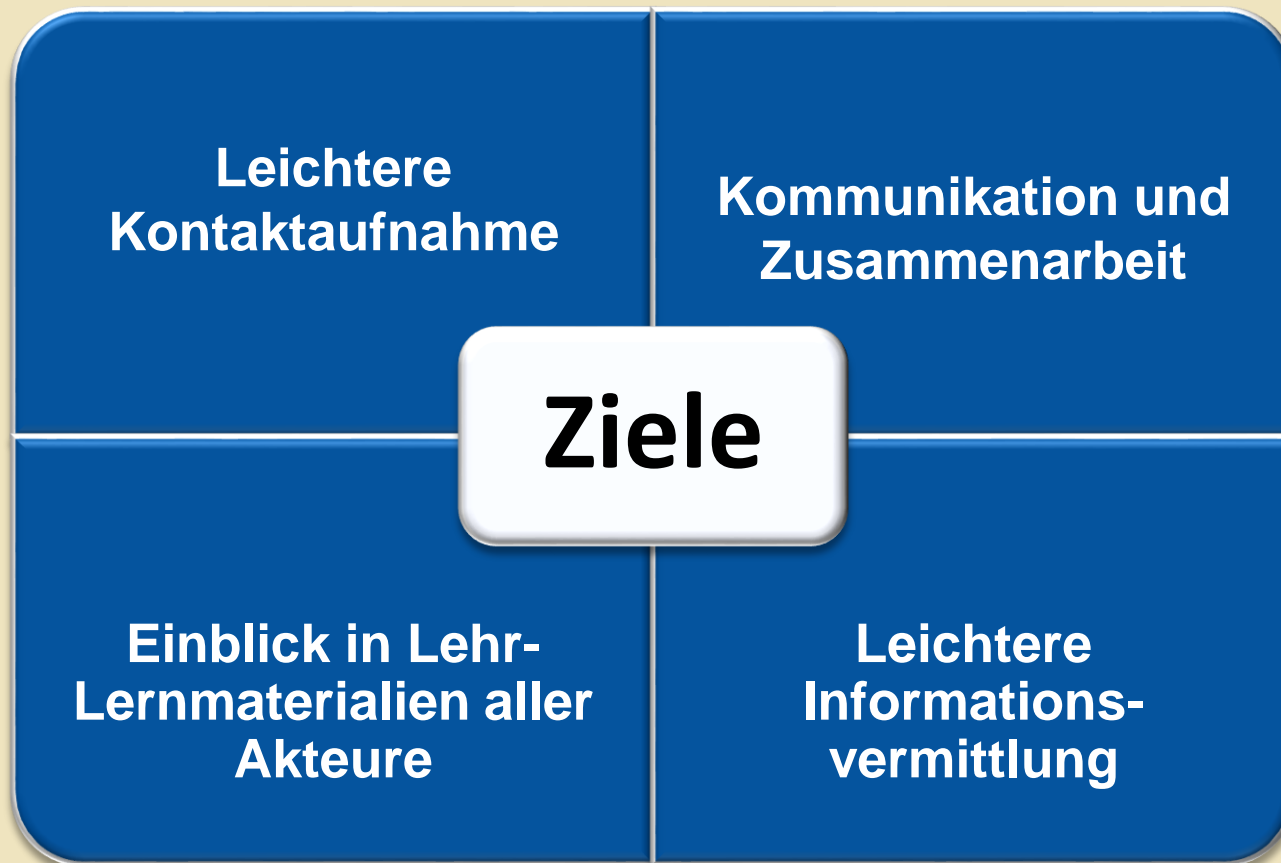 Leichtere
Kontaktaufnahme
Kommunikation und
Zusammenarbeit
Ziele
Einblick in Lehr-
Lernmaterialien aller
Akteure
Leichtere
Informations-
vermittlung